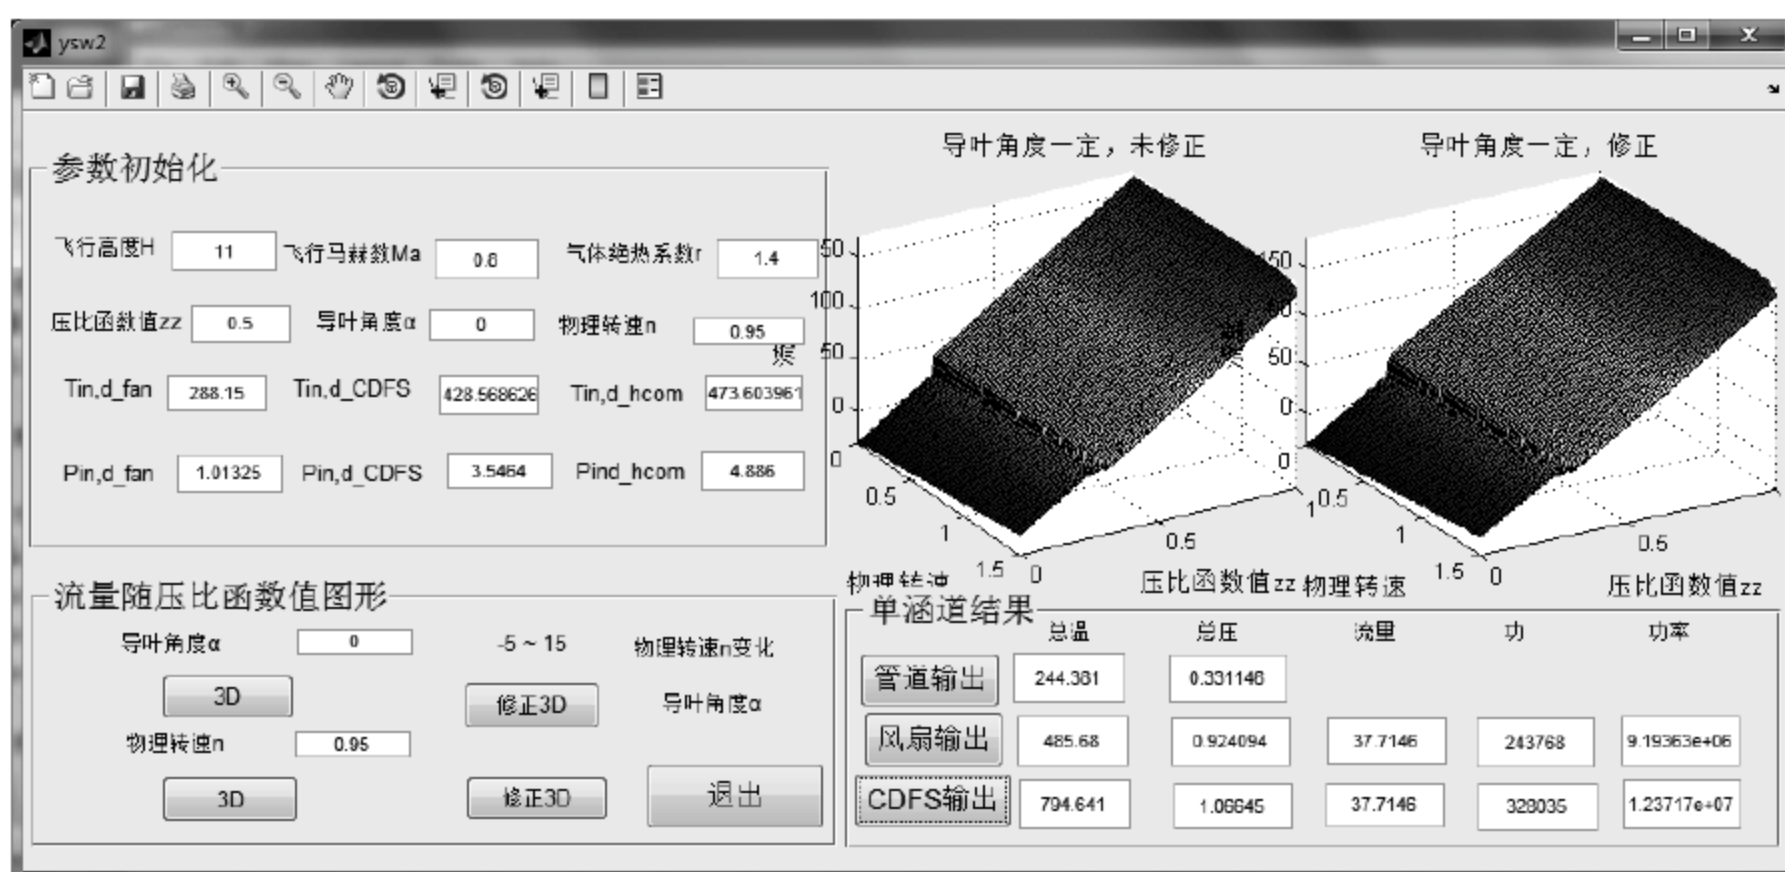 ysw2
参数初始化
飞行高度H 11 飞行马赫数Ma 0.8 气体绝热系数r 1.4
压比函数值zz 0.5 导叶角度α 0 物理转速n 0.95
Tin,d_fan 288.15 Tin,d_CDFS 428.568626 Tin,d_hcom 473.603961
Pin,d_fan 1.01325 Pin,d_CDFS 3.5464 Pind_hcom 4.886
导叶角度一定，未修正
50
100
50
0
0
0.5
1
1.5
0
0.5
1
物理转速
压比函数值zz
导叶角度一定，修正
50
0
0
0.5
1
1.5
0
0.5
物理转速
压比函数值zz
流量随压比函数值图形
导叶角度α 0 -5 ~ 15 物理转速n变化
3D 修正3D 导叶角度α
物理转速n 0.95
3D 修正3D 退出
单涵道结果
总温 总压 流量 功 功率
管道输出 244.381 0.331146
风扇输出 485.68 0.924094 37.7146 243768 9.19363e+06
CDFS输出 794.641 1.06645 37.7146 328035 1.23717e+07